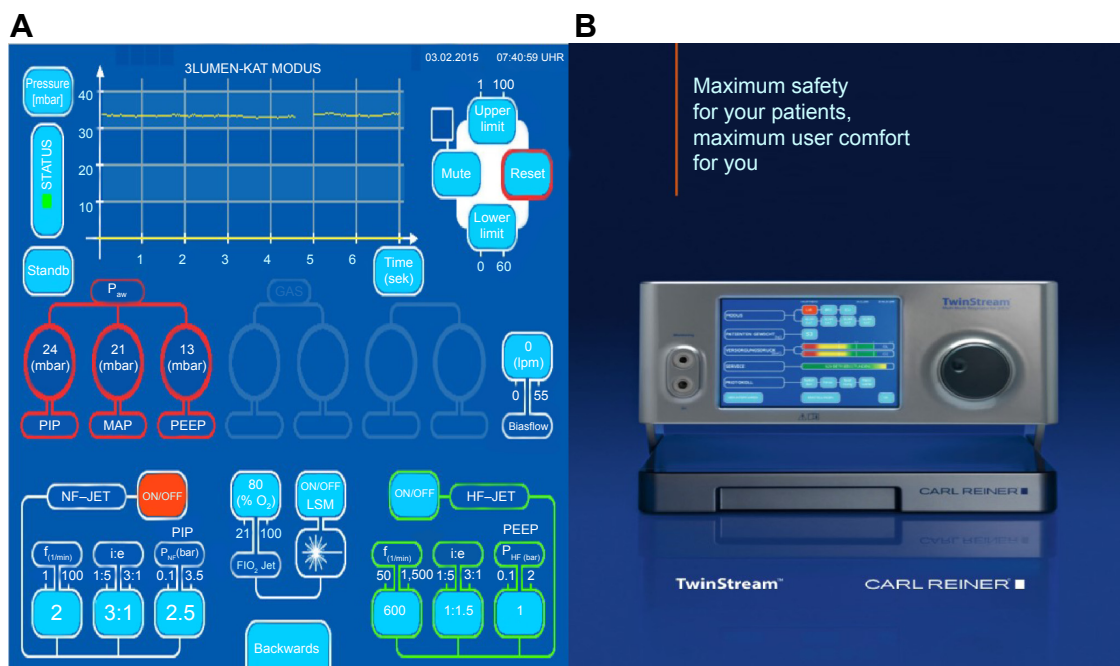 A
03.02.2015 07:40:59 UHR
3LUMEN-KAT MODUS
Pressure
[mbar]
40
30
20
10
1 2 3 4 5 6
STATUS
Standb
Time
(sek)
1 100
Upper
limit
Mute
Reset
Lower
limit
0 60
Paw
GAS
24
(mbar)
21
(mbar)
13
(mbar)
PIP
MAP
PEEP
0
(lpm)
0 55
Biasflow
NF–JET
ON/OFF
80
(% O2)
21 100
FIO2 Jet
ON/OFF
LSM
ON/OFF
HF–JET
PIP
f(1/min)
i:e
PNF(bar)
1 100
1:5 3:1
0.1 3.5
2
3:1
2.5
PEEP
f(1/min)
i:e
PHF (bar)
50 1,500
1:5 3:1
0.1 2
600
1:1.5
1
Backwards
B
Maximum safety
for your patients,
maximum user comfort
for you
TwinStream™
MODUS
SERVICE
PROTOKOLL
CARL REINER
TwinStream™
CARL REINER